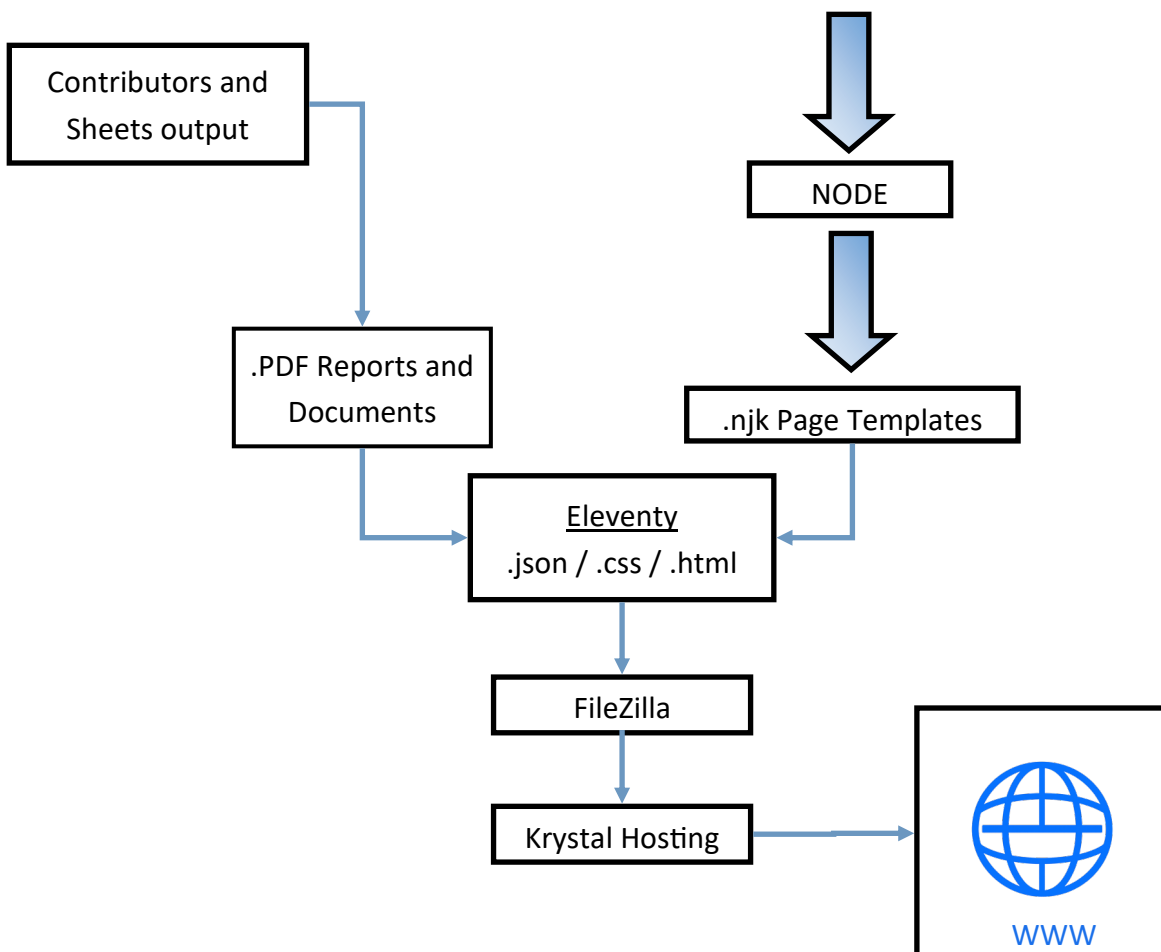 Contributors and
Sheets output
NODE
.PDF Reports and
Documents
.njk Page Templates
Eleventy
.json / .css / .html
FileZilla
Krystal Hosting
www